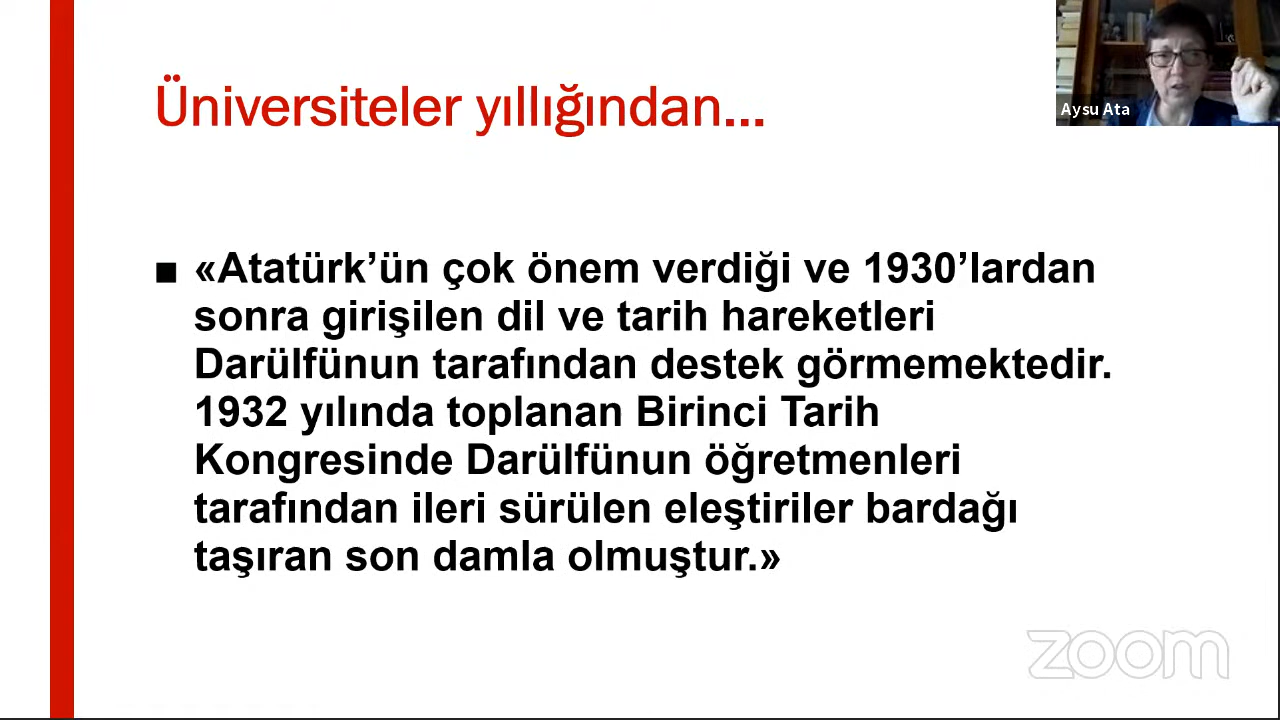 Üniversiteler yıllığından...
Aysu Ata
■ «Atatürk’ün çok önem verdiği ve 1930’lardan
sonra girişilen dil ve tarih hareketleri
Darülfünun tarafından destek görmemektedir.
1932 yılında toplanan Birinci Tarih
Kongresinde Darülfünun öğretmenleri
tarafından ileri sürülen eleştiriler bardağı
taşıran son damla olmuştur.»
zoom